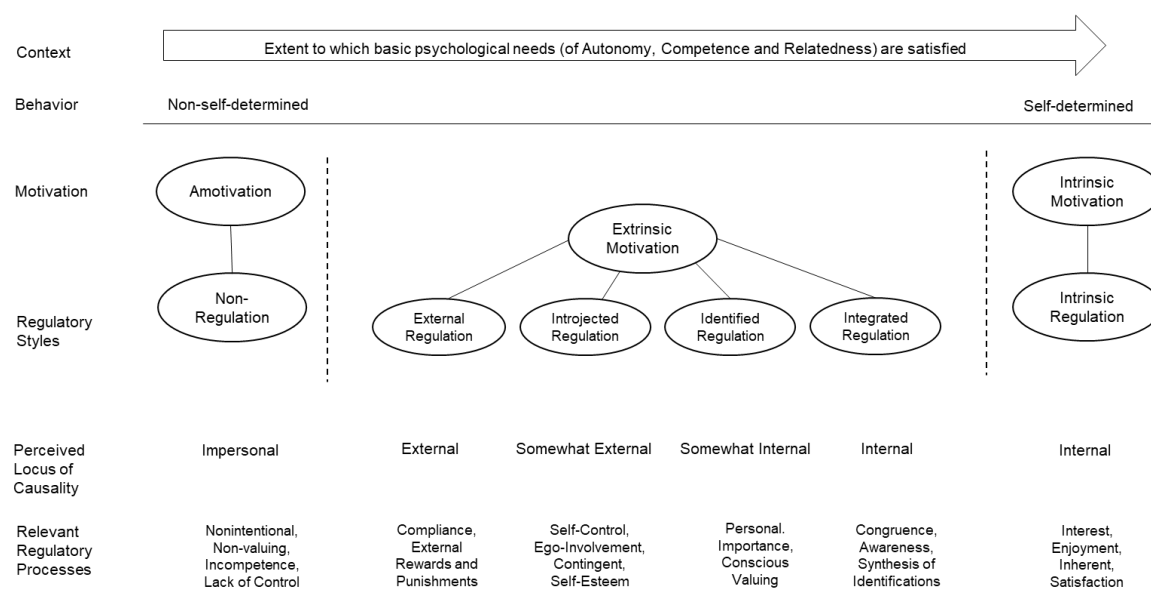 Context
Extent to which basic psychological needs (of Autonomy, Competence and Relatedness) are satisfied
Behavior
Non-self-determined
Self-determined
Motivation
Amotivation
Extrinsic
Motivation
Intrinsic
Motivation
Regulatory
Styles
Non-
Regulation
External
Regulation
Introjected
Regulation
Identified
Regulation
Integrated
Regulation
Intrinsic
Regulation
Perceived
Locus of
Causality
Impersonal
External
Somewhat External
Somewhat Internal
Internal
Internal
Relevant
Regulatory
Processes
Nonintentional,
Non-valuing,
Incompetence,
Lack of Control
Compliance,
External
Rewards and
Punishments
Self-Control,
Ego-Involvement,
Contingent,
Self-Esteem
Personal.
Importance,
Conscious
Valuing
Congruence,
Awareness,
Synthesis of
Identifications
Interest,
Enjoyment,
Inherent,
Satisfaction